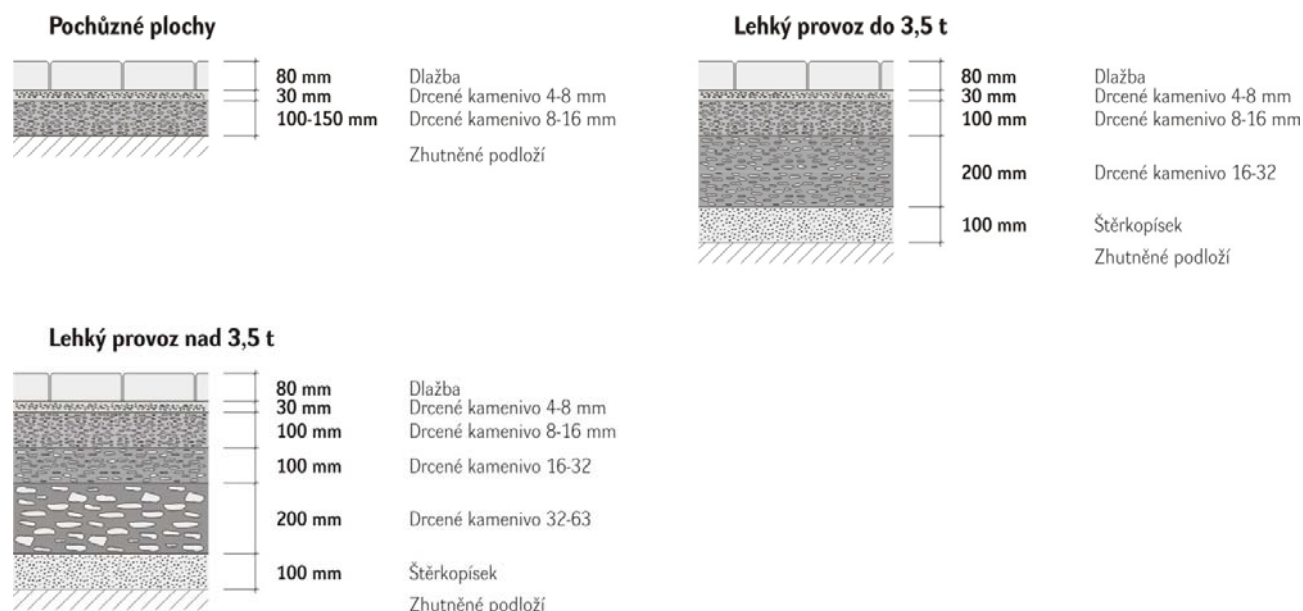 Pochůzné plochy
80 mm Dlažba
30 mm Drcené kamenivo 4-8 mm
100-150 mm Drcené kamenivo 8-16 mm
Zhutněné podloží
Lehký provoz do 3,5 t
80 mm Dlažba
30 mm Drcené kamenivo 4-8 mm
100 mm Drcené kamenivo 8-16 mm
200 mm Drcené kamenivo 16-32
100 mm Štěrkopísek
Zhutněné podloží
Lehký provoz nad 3,5 t
80 mm Dlažba
30 mm Drcené kamenivo 4-8 mm
100 mm Drcené kamenivo 8-16 mm
100 mm Drcené kamenivo 16-32
200 mm Drcené kamenivo 32-63
100 mm Štěrkopísek
Zhutněné podloží